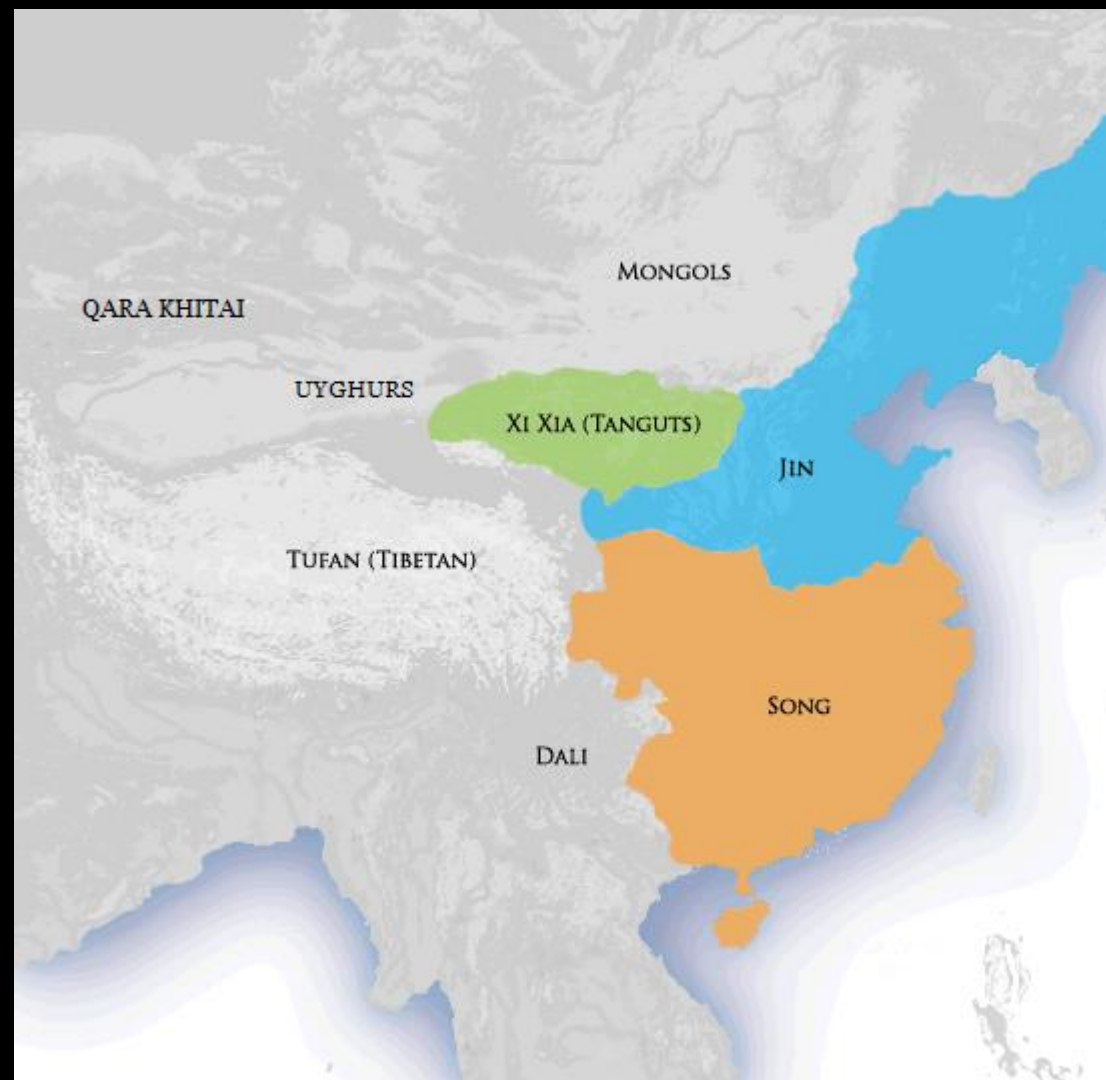 MONGOLS
QARA KHITAI
UYGHURS
XI XIA (TANGUTS)
JIN
TUFAN (TIBETAN)
SONG
DALI